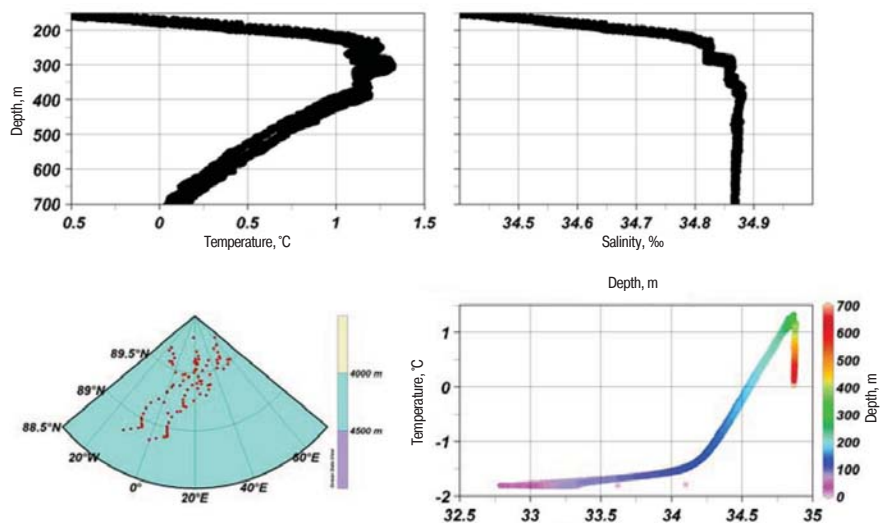 200
300
400
500
600
700
Depth, m
0.5 0 0.5 1 1.5
Temperature, °C
34.5 34.6 34.7 34.8 34.9
Salinity, ‰
89.5°N
89°N
88.5°N
20°W
0°
20°E
40°E
60°E
4000 m
4500 m
Ocean Data View
Depth, m
1
0
-1
-2
Temperature, °C
32.5 33 33.5 34 34.5 35
700
600
500
400
300
200
100
0
Depth, m